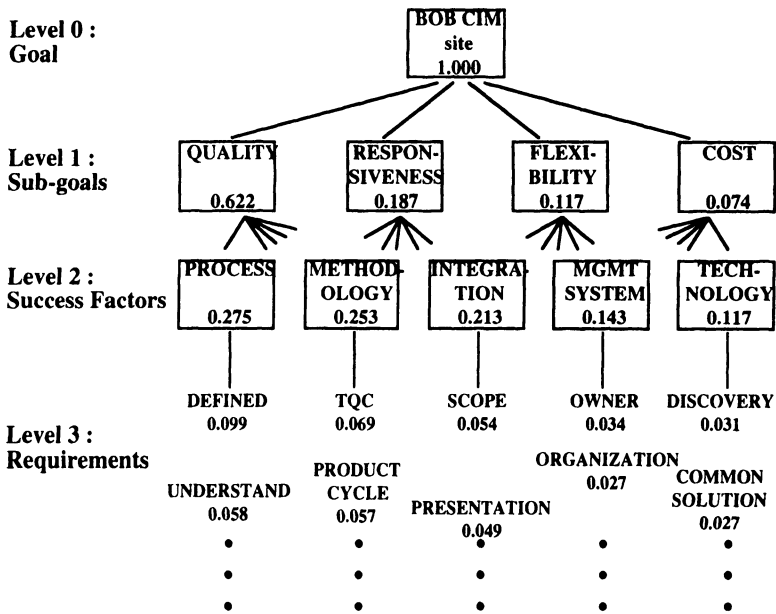 Level 0 :
Goal
BOB CIM
site
1.000
Level 1 :
Sub-goals
QUALITY
0.622
RESPON-
SIVENESS
0.187
FLEXI-
BILITY
0.117
COST
0.074
Level 2 :
Success Factors
PROCESS
0.275
METHOD-
OLOGY
0.253
INTEGRA-
TION
0.213
MGMT
SYSTEM
0.143
TECH-
NOLOGY
0.117
Level 3 :
Requirements
DEFINED
0.099
TQC
0.069
SCOPE
0.054
OWNER
0.034
DISCOVERY
0.031
UNDERSTAND
0.058
PRODUCT
CYCLE
0.057
PRESENTATION
0.049
ORGANIZATION
0.027
COMMON
SOLUTION
0.027